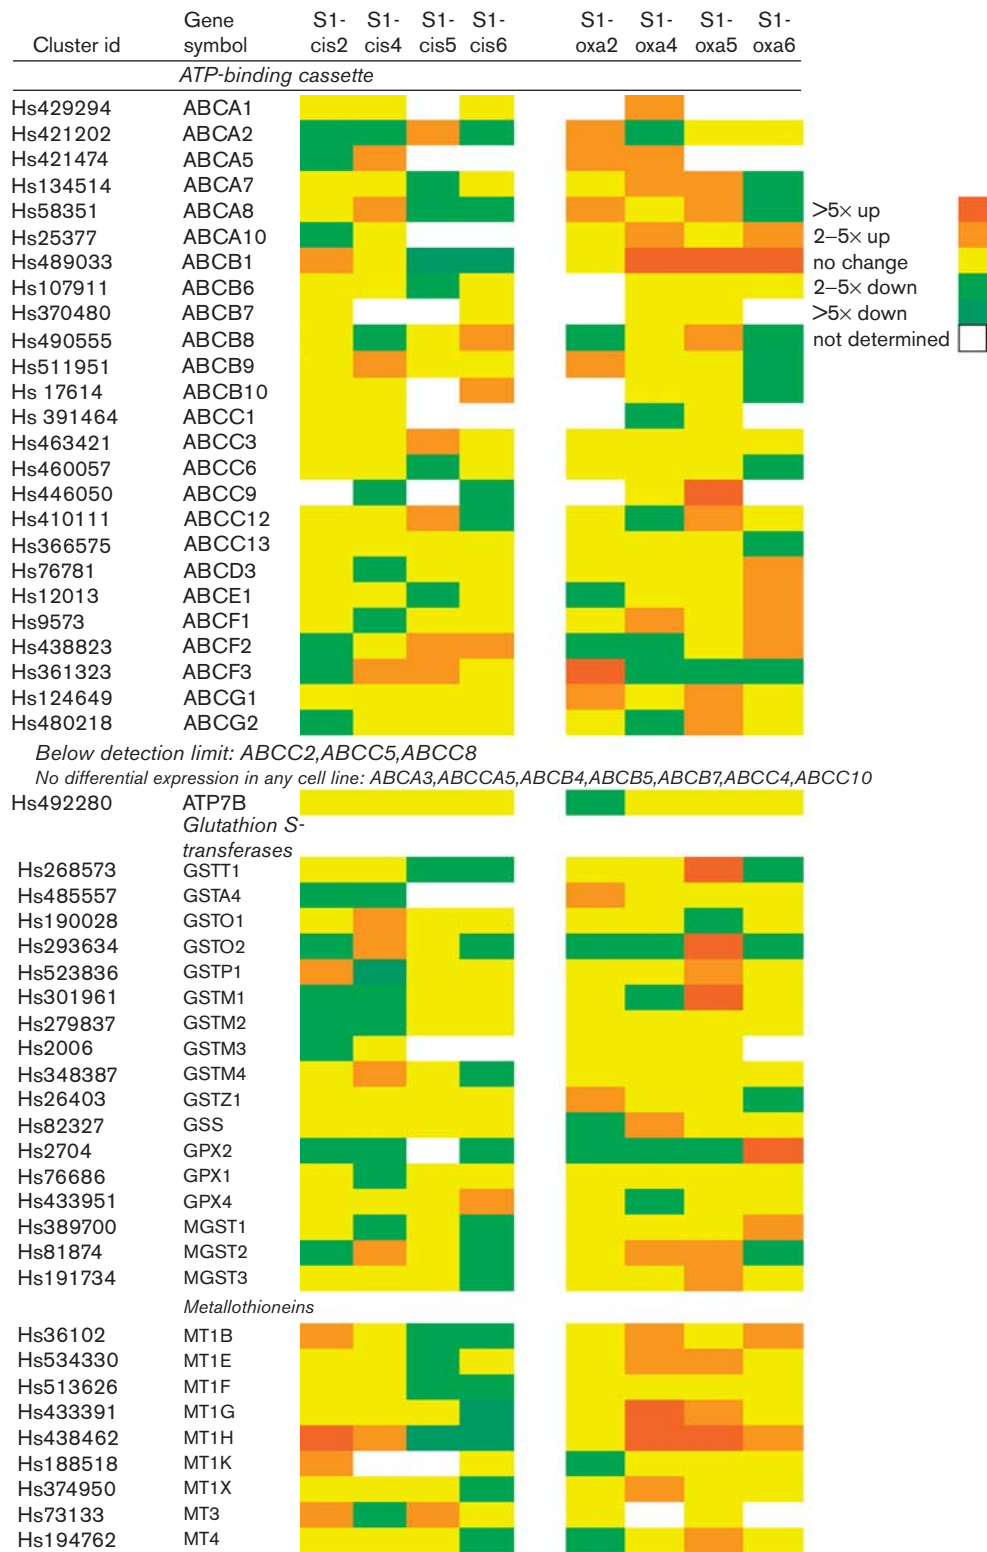 Cluster id Gene symbol S1-cis2 S1-cis4 S1-cis5 S1-cis6 S1-oxa2 S1-oxa4 S1-oxa5 S1-oxa6
ATP-binding cassette
Hs429294 ABCA1
Hs421202 ABCA2
Hs421474 ABCA5
Hs134514 ABCA7
Hs58351 ABCA8
Hs25377 ABCA10
Hs489033 ABCB1
Hs107911 ABCB6
Hs370480 ABCB7
Hs490555 ABCB8
Hs511951 ABCB9
Hs 17614 ABCB10
Hs 391464 ABCC1
Hs463421 ABCC3
Hs460057 ABCC6
Hs446050 ABCC9
Hs410111 ABCC12
Hs366575 ABCC13
Hs76781 ABCD3
Hs12013 ABCE1
Hs9573 ABCF1
Hs438823 ABCF2
Hs361323 ABCF3
Hs124649 ABCG1
Hs480218 ABCG2
>5× up
2–5× up
no change
2–5× down
>5× down
not determined
Below detection limit: ABCC2,ABCC5,ABCC8
No differential expression in any cell line: ABCA3,ABCCA5,ABCB4,ABCB5,ABCB7,ABCC4,ABCC10
Hs492280 ATP7B
Glutathion S-
transferases
Hs268573 GSTT1
Hs485557 GSTA4
Hs190028 GSTO1
Hs293634 GSTO2
Hs523836 GSTP1
Hs301961 GSTM1
Hs279837 GSTM2
Hs2006 GSTM3
Hs348387 GSTM4
Hs26403 GSTZ1
Hs82327 GSS
Hs2704 GPX2
Hs76686 GPX1
Hs433951 GPX4
Hs389700 MGST1
Hs81874 MGST2
Hs191734 MGST3
Metallothioneins
Hs36102 MT1B
Hs534330 MT1E
Hs513626 MT1F
Hs433391 MT1G
Hs438462 MT1H
Hs188518 MT1K
Hs374950 MT1X
Hs73133 MT3
Hs194762 MT4